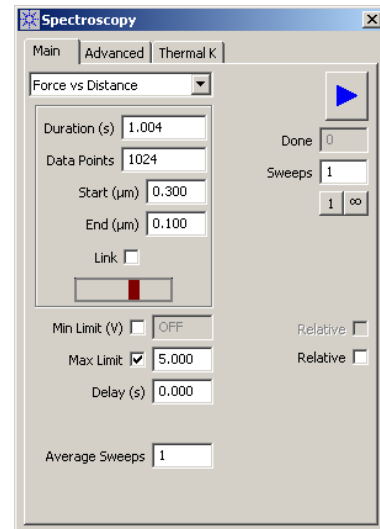 Spectroscopy
Main Advanced Thermal K
Force vs Distance
Duration (s) 1.004
Done 0
Data Points 1024
Sweeps 1
Start (μm) 0.300
1 ∞
End (μm) 0.100
Link
Min Limit (V) OFF Relative
Max Limit 5.000 Relative
Delay (s) 0.000
Average Sweeps 1